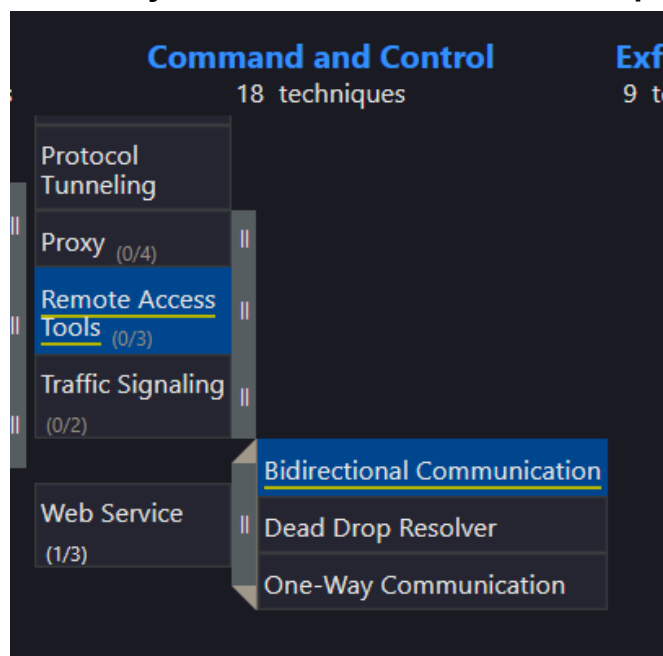 Command and Control
18 techniques
9
Protocol
Tunneling
Proxy (0/4)
Remote Access
Tools (0/3)
Traffic Signaling
(0/2)
Web Service
(1/3)
Bidirectional Communication
Dead Drop Resolver
One-Way Communication